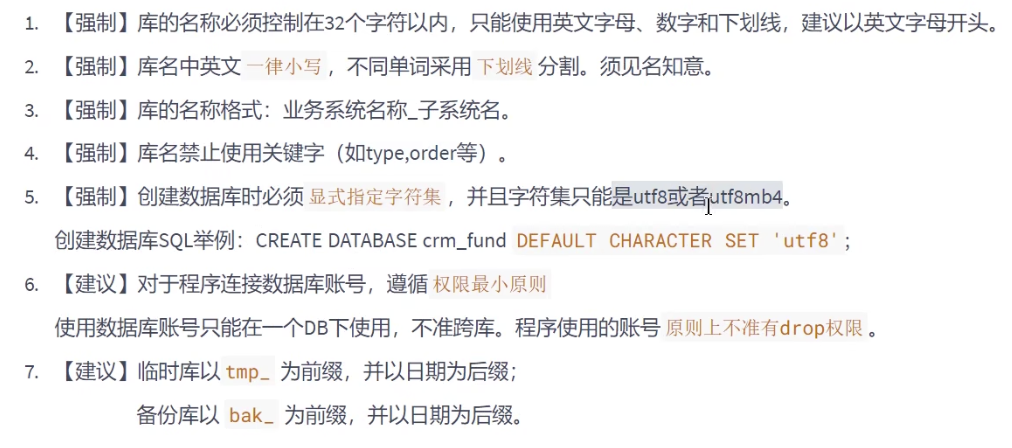 1. 【强制】库的名称必须控制在32个字符以内，只能使用英文字母、数字和下划线，建议以英文字母开头。
2. 【强制】库名中英文 一律小写 ，不同单词采用 下划线 分割。须见名知意。
3. 【强制】库的名称格式：业务系统名称_子系统名。
4. 【强制】库名禁止使用关键字（如type,order等）。
5. 【强制】创建数据库时必须 显式指定字符集 ，并且字符集只能是utf8或者utf8mb4。
创建数据库SQL举例：CREATE DATABASE crm_fund DEFAULT CHARACTER SET 'utf8' ;
6. 【建议】对于程序连接数据库账号，遵循 权限最小原则
使用数据库账号只能在一个DB下使用，不准跨库。程序使用的账号 原则上不准有drop权限 。
7. 【建议】临时库以 tmp_ 为前缀，并以日期为后缀；
备份库以 bak_ 为前缀，并以日期为后缀。